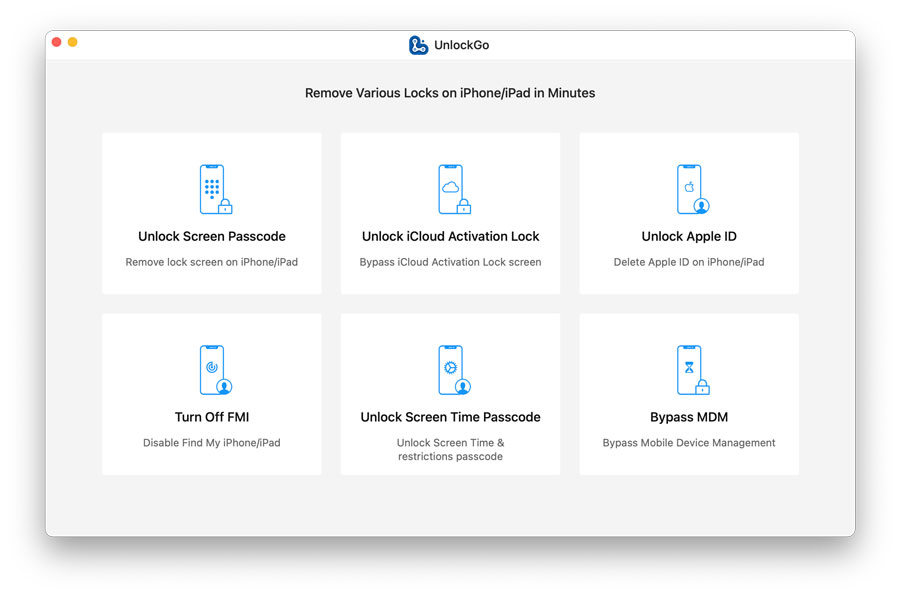 UnlockGo
Remove Various Locks on iPhone/iPad in Minutes
Unlock Screen Passcode
Remove lock screen on iPhone/iPad
Unlock iCloud Activation Lock
Bypass iCloud Activation Lock screen
Unlock Apple ID
Delete Apple ID on iPhone/iPad
Turn Off FMI
Disable Find My iPhone/iPad
Unlock Screen Time Passcode
Unlock Screen Time &
restrictions passcode
Bypass MDM
Bypass Mobile Device Management